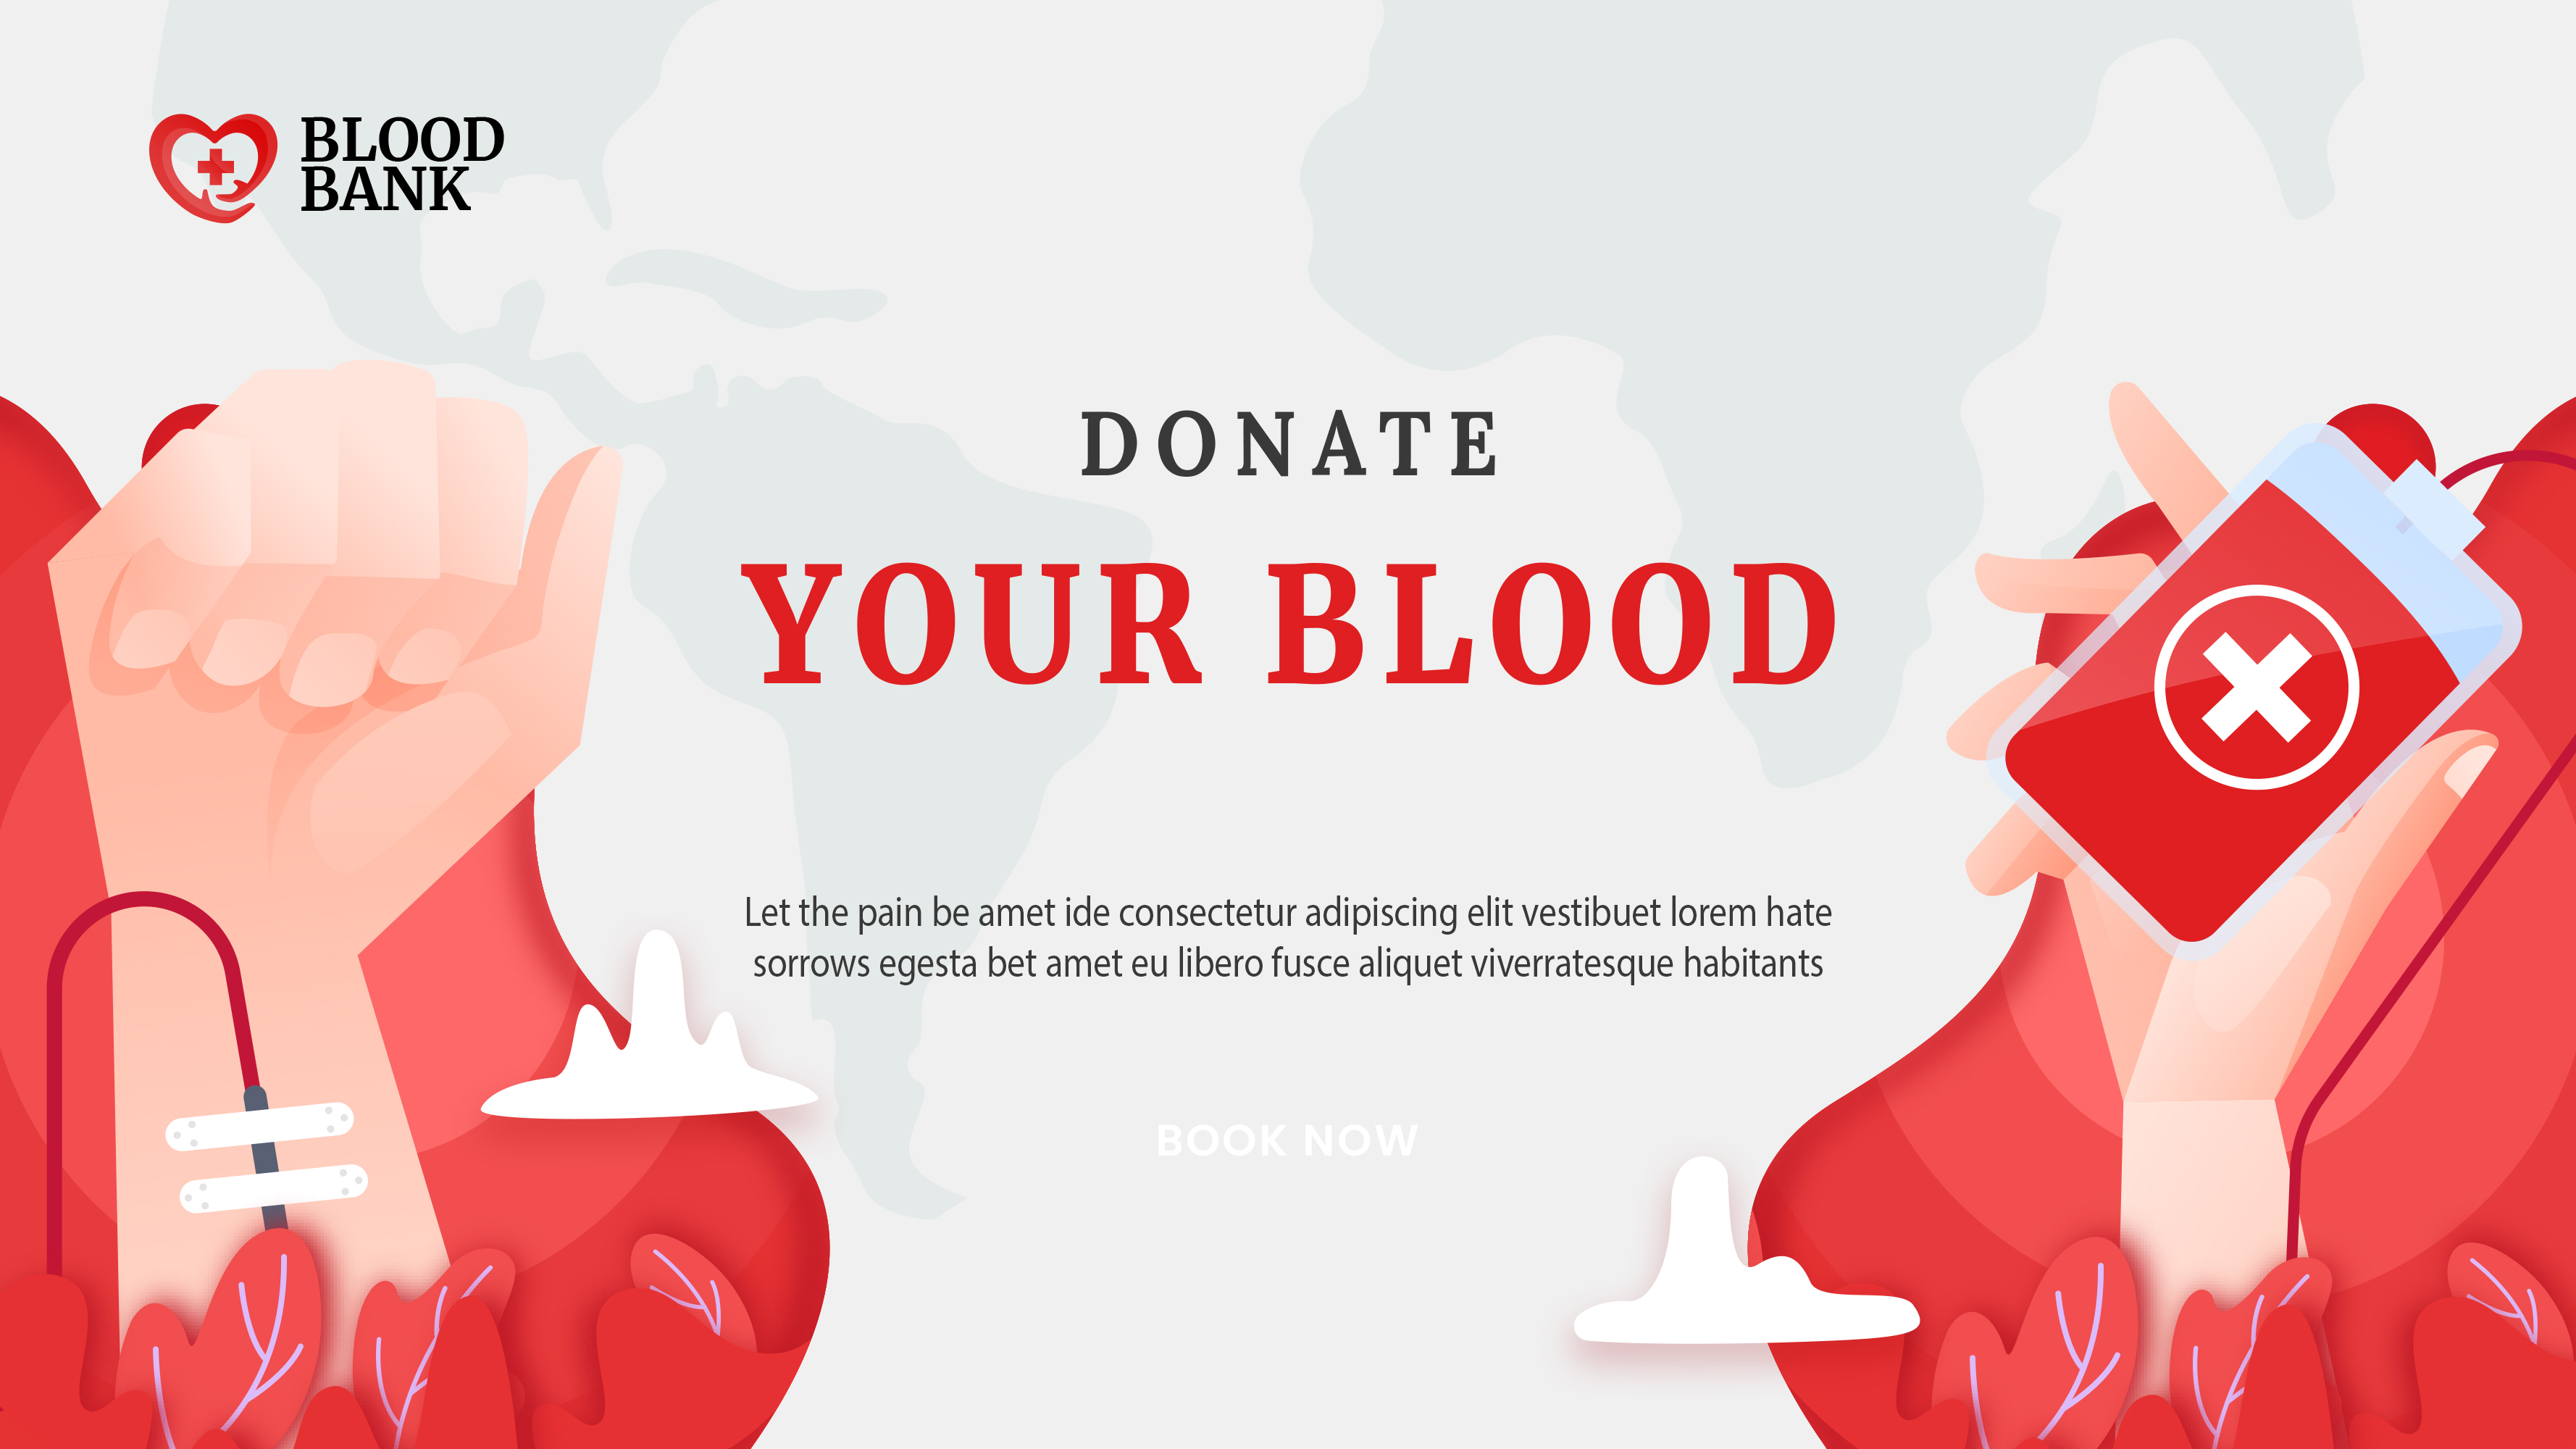 BLOOD
BANK
DONATE
YOUR BLOOD
Let the pain be amet ide consectetur adipiscing elit vestibuet lorem hate
sorrows egesta bet amet eu libero fusce aliquet viverratesque habitants
BOOK NOW